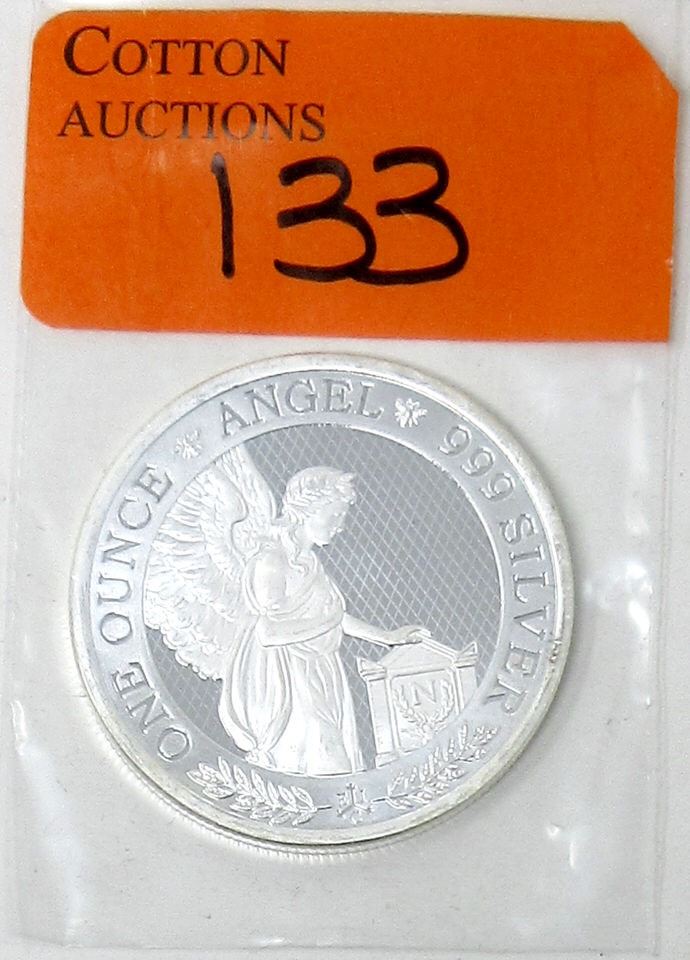 COTTON
AUCTIONS
133
ONE OUNCE ANGEL 999 SILVER
N